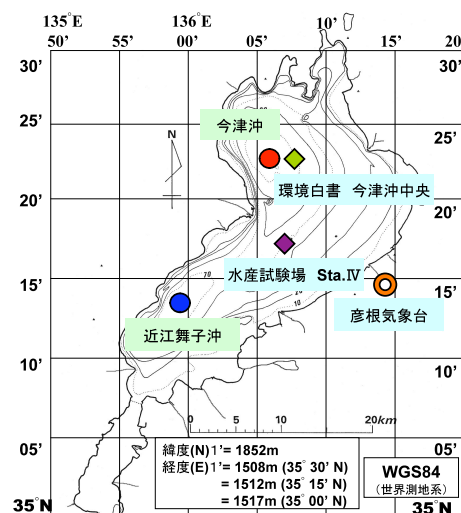 135°E 136°E
50' 55' 00' 05' 10' 15' 20'
30' 30'
25' 25'
今津沖
N
環境白書 今津沖中央
20' 20'
水産試験場 Sta.Ⅳ
15' 15'
10
10
彦根気象台
近江舞子沖
10' 10'
0 5 10 20km
05' 05'
緯度(N)1'= 1852m
経度(E)1'= 1508m (35°30' N)
= 1512m (35°15' N)
= 1517m (35°00' N)
WGS84
(世界測地系)
35°N 35°N